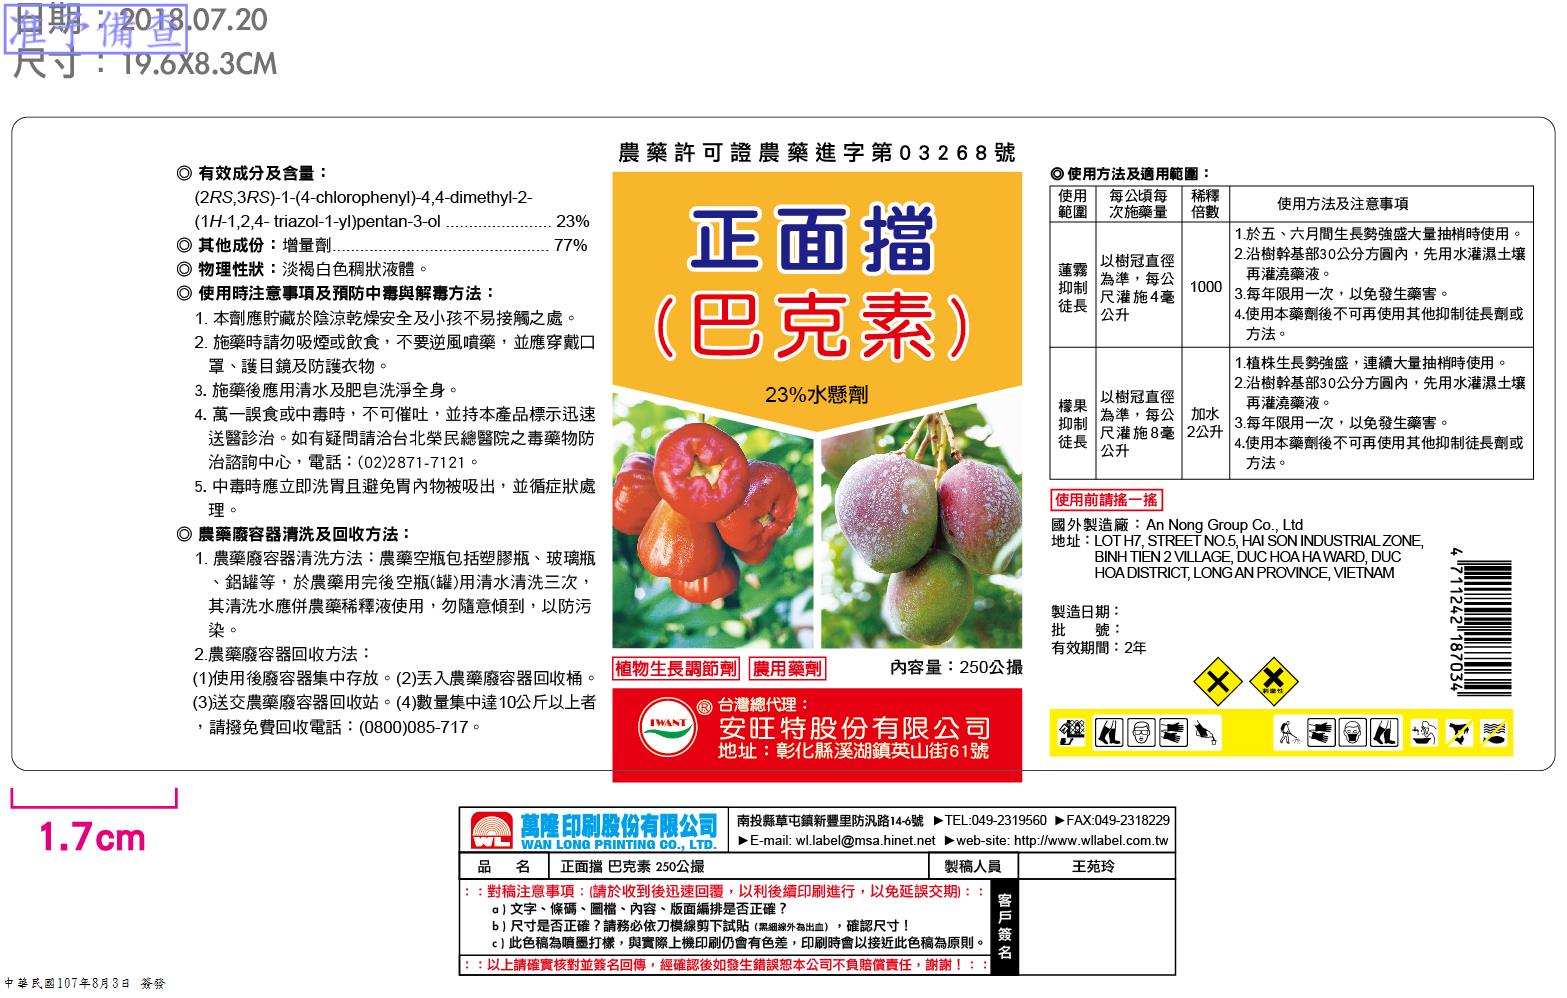 日期：2018.07.20
准予備查
尺寸：19.6X8.3CM
◎ 有效成分及含量：
(2RS,3RS)-1-(4-chlorophenyl)-4,4-dimethyl-2-
(1H-1,2,4- triazol-1-yl)pentan-3-ol ....................... 23%
◎ 其他成份：增量劑............................................... 77%
◎ 物理性狀：淡褐白色稠狀液體。
◎ 使用時注意事項及預防中毒與解毒方法：
1. 本劑應貯藏於陰涼乾燥安全及小孩不易接觸之處。
2. 施藥時請勿吸煙或飲食，不要逆風噴藥，並應穿戴口
罩、護目鏡及防護衣物。
3. 施藥後應用清水及肥皂洗淨全身。
4. 萬一誤食或中毒時，不可催吐，並持本產品標示迅速
送醫診治。如有疑問請洽台北榮民總醫院之毒藥物防
治諮詢中心，電話：(02)2871-7121。
5. 中毒時應立即洗胃且避免胃內物被吸出，並循症狀處
理。
◎ 農藥廢容器清洗及回收方法：
1. 農藥廢容器清洗方法：農藥空瓶包括塑膠瓶、玻璃瓶
、鋁罐等，於農藥用完後空瓶(罐)用清水清洗三次，
其清洗水應併農藥稀釋液使用，勿隨意傾到，以防污
染。
2.農藥廢容器回收方法：
(1)使用後廢容器集中存放。(2)丟入農藥廢容器回收桶。
(3)送交農藥廢容器回收站。(4)數量集中達10公斤以上者
，請撥免費回收電話：(0800)085-717。
農藥許可證農藥進字第03268號
正面擋
(巴克素)
23%水懸劑
植物生長調節劑 農用藥劑 內容量：250公撮
IWANT ® 台灣總代理：
安旺特股份有限公司
地址：彰化縣溪湖鎮英山街61號
◎使用方法及適用範圍：
使用範圍 每公頃每次施藥量 稀釋倍數 使用方法及注意事項
蓮霧抑制徒長 以樹冠直徑為準，每公尺灌施4毫公升 1000
1.於五、六月間生長勢強盛大量抽梢時使用。
2.沿樹幹基部30公分方圓內，先用水灌濕土壤
再灌澆藥液。
3.每年限用一次，以免發生藥害。
4.使用本藥劑後不可再使用其他抑制徒長劑或
方法。
檬果抑制徒長 以樹冠直徑為準，每公尺灌施8毫公升 加水2公升
1.植株生長勢強盛，連續大量抽梢時使用。
2.沿樹幹基部30公分方圓內，先用水灌濕土壤
再灌澆藥液。
3.每年限用一次，以免發生藥害。
4.使用本藥劑後不可再使用其他抑制徒長劑或
方法。
使用前請搖一搖
國外製造廠：An Nong Group Co., Ltd
地址：LOT H7, STREET NO.5, HAI SON INDUSTRIAL ZONE,
BINH TIEN 2 VILLAGE, DUC HOA HA WARD, DUC
HOA DISTRICT, LONG AN PROVINCE, VIETNAM
製造日期：
批　　號：
有效期間：2年
4 711242 187034
刺激性
1.7cm
WL 萬隆印刷股份有限公司
WAN LONG PRINTING CO., LTD.
南投縣草屯鎮新豐里防汎路14-6號 ►TEL:049-2319560 ►FAX:049-2318229
►E-mail: wl.label@msa.hinet.net ►web-site: http://www.wllabel.com.tw
品　名 正面擋 巴克素 250公撮 製稿人員 王苑玲
：：對稿注意事項：(請於收到後迅速回覆，以利後續印刷進行，以免延誤交期)：：
a) 文字、條碼、圖檔、內容、版面編排是否正確？
b) 尺寸是否正確？請務必依刀模線剪下試貼 (黑細線外為出血)，確認尺寸！
c) 此色稿為噴墨打樣，與實際上機印刷仍會有色差，印刷時會以接近此色稿為原則。
：：以上請確實核對並簽名回傳，經確認後如發生錯誤恕本公司不負賠償責任，謝謝！：：
客戶簽名
中華民國107年8月3日 簽發